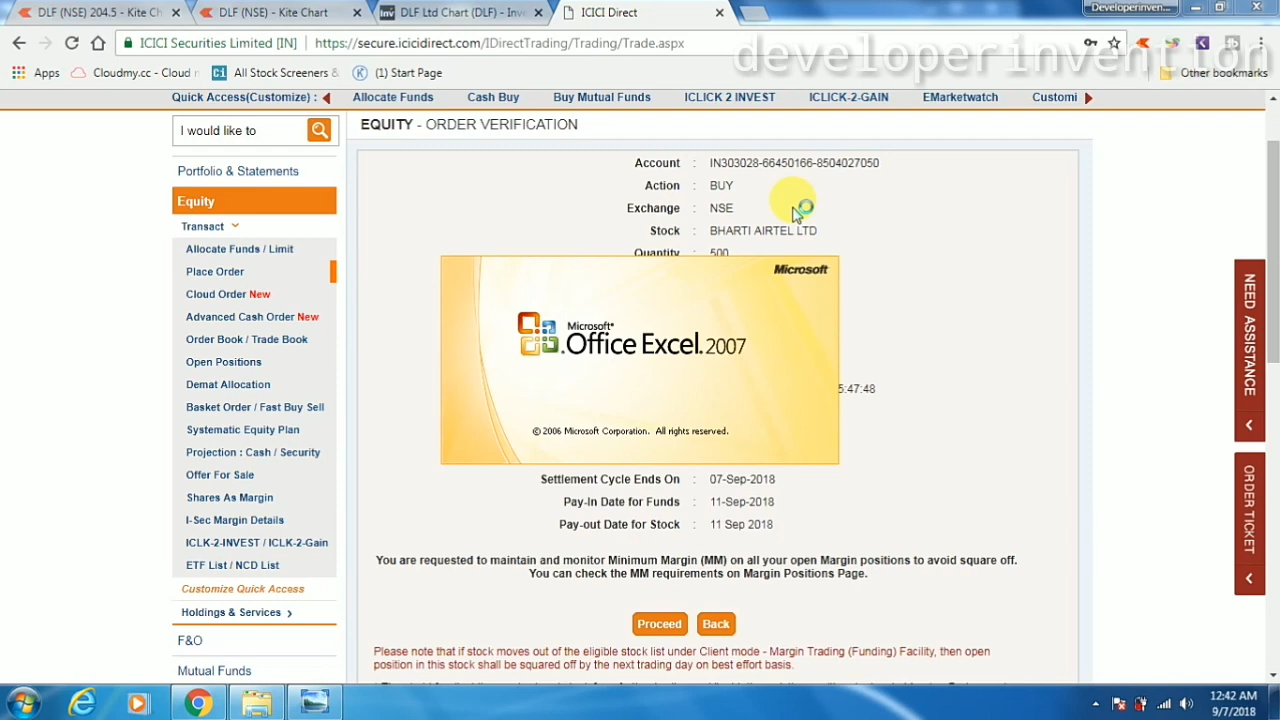 DLF (NSE) 204.5 - Kite Ch
DLF (NSE) - Kite Chart
DLF Ltd Chart (DLF) - Inv
ICICI Direct
Developerinven...
ICICI Securities Limited [IN]
https://secure.icicidirect.com/IDirectTrading/Trading/Trade.aspx
developer invention
Apps
Cloudmy.cc - Cloud
All Stock Screeners &
(1) Start Page
Other bookmarks
Quick Access(Customize) :
Allocate Funds
Cash Buy
Buy Mutual Funds
ICLICK 2 INVEST
ICLICK-2-GAIN
EMarketwatch
Customi
I would like to
EQUITY - ORDER VERIFICATION
Portfolio & Statements
Equity
Transact
Allocate Funds / Limit
Place Order
Cloud Order New
Advanced Cash Order New
Order Book / Trade Book
Open Positions
Demat Allocation
Basket Order / Fast Buy Sell
Systematic Equity Plan
Projection : Cash / Security
Offer For Sale
Shares As Margin
I-Sec Margin Details
ICLK-2-INVEST / ICLK-2-Gain
ETF List / NCD List
Customize Quick Access
Holdings & Services
F&O
Mutual Funds
Account : IN303028-66450166-8504027050
Action : BUY
Exchange : NSE
Stock : BHARTI AIRTEL LTD
Quantity : 500
Microsoft
Microsoft
Office Excel 2007
© 2006 Microsoft Corporation. All rights reserved.
5:47:48
Settlement Cycle Ends On : 07-Sep-2018
Pay-In Date for Funds : 11-Sep-2018
Pay-out Date for Stock : 11 Sep 2018
You are requested to maintain and monitor Minimum Margin (MM) on all your open Margin positions to avoid square off.
You can check the MM requirements on Margin Positions Page.
Proceed
Back
Please note that if stock moves out of the eligible stock list under Client mode - Margin Trading (Funding) Facility, then open
position in this stock shall be squared off by the next trading day on best effort basis.
NEED ASSISTANCE
ORDER TICKET
12:42 AM
9/7/2018